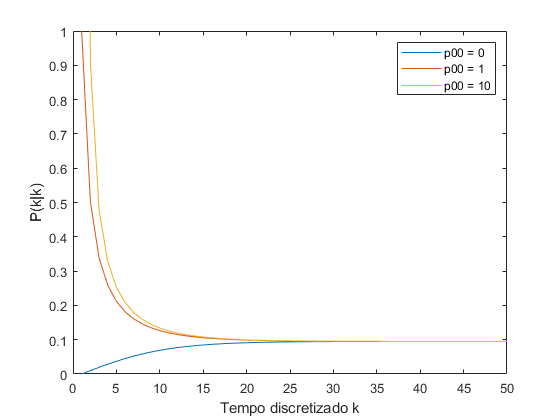 1
0.9
0.8
0.7
0.6
0.5
0.4
0.3
0.2
0.1
0
P(k|k)
p00 = 0
p00 = 1
p00 = 10
0 5 10 15 20 25 30 35 40 45 50
Tempo discretizado k